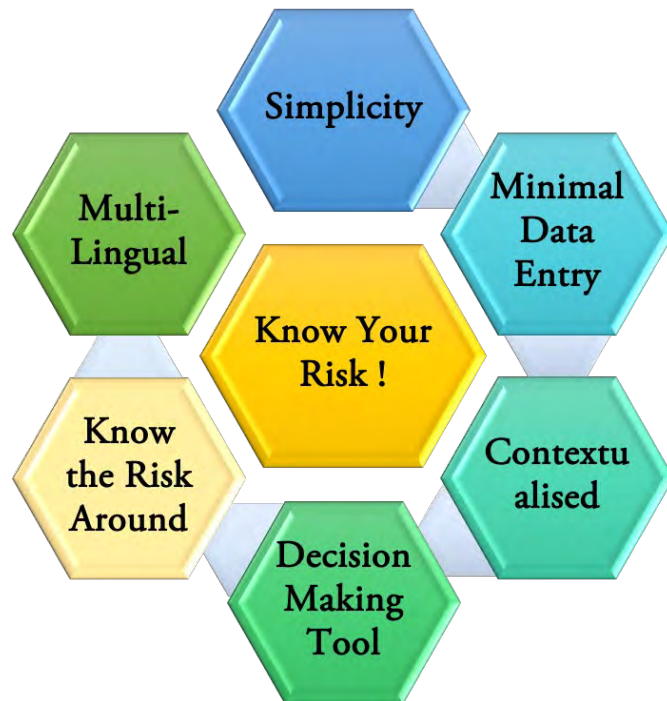 Simplicity
Minimal
Data
Entry
Contextu
alised
Decision
Making
Tool
Know
the Risk
Around
Multi-
Lingual
Know Your
Risk !